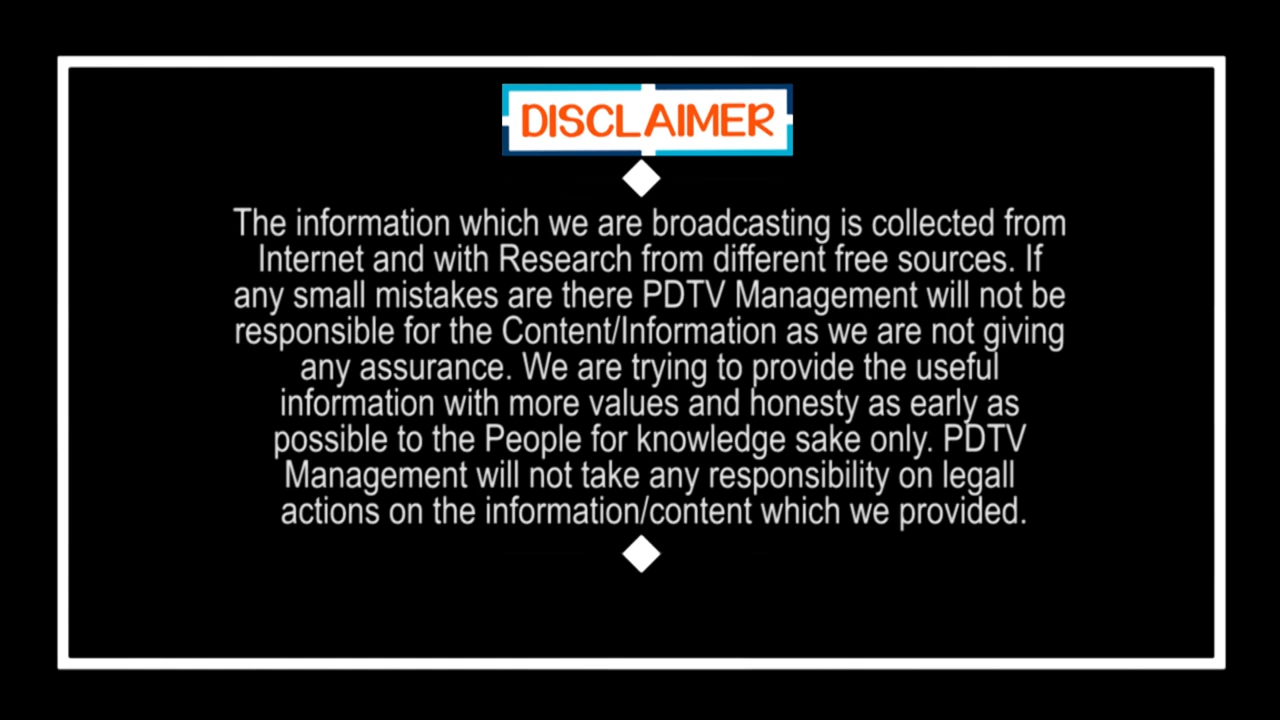 DISCLAIMER
The information which we are broadcasting is collected from
Internet and with Research from different free sources. If
any small mistakes are there PDTV Management will not be
responsible for the Content/Information as we are not giving
any assurance. We are trying to provide the useful
information with more values and honesty as early as
possible to the People for knowledge sake only. PDTV
Management will not take any responsibility on legall
actions on the information/content which we provided.